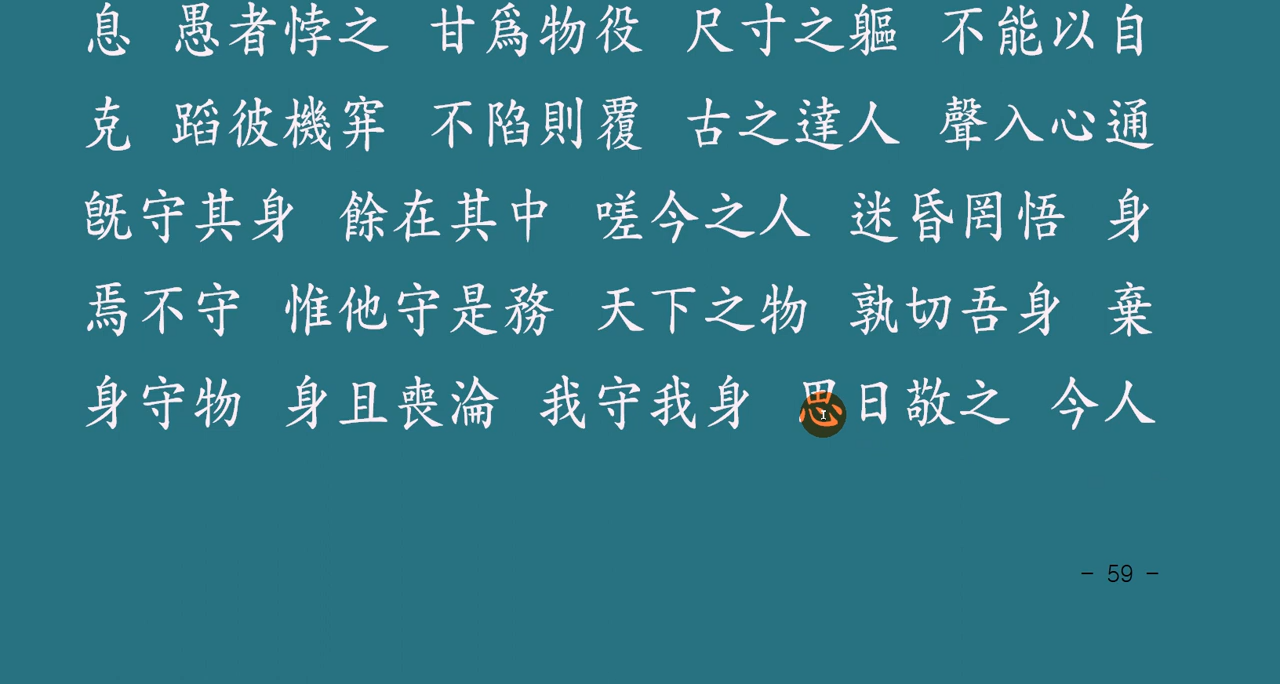 息 愚者悖之 甘爲物役 尺寸之軀 不能以自
克 蹈彼機穽 不陷則覆 古之達人 聲入心通
旣守其身 餘在其中 嗟今之人 迷昏罔悟 身
焉不守 惟他守是務 天下之物 孰切吾身 棄
身守物 身且喪淪 我守我身 思日敬之 今人
- 59 -